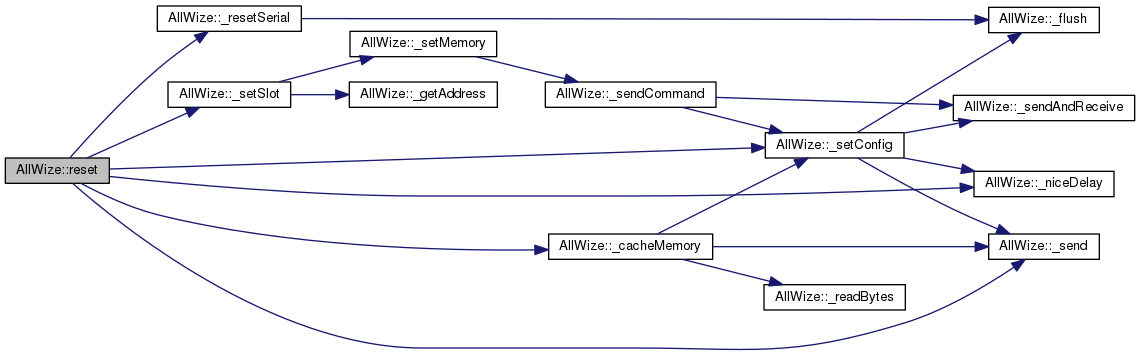 AllWize::_resetSerial
AllWize::_flush
AllWize::_setMemory
AllWize::_setSlot
AllWize::_getAddress
AllWize::_sendCommand
AllWize::_sendAndReceive
AllWize::_setConfig
AllWize::reset
AllWize::_niceDelay
AllWize::_cacheMemory
AllWize::_send
AllWize::_readBytes